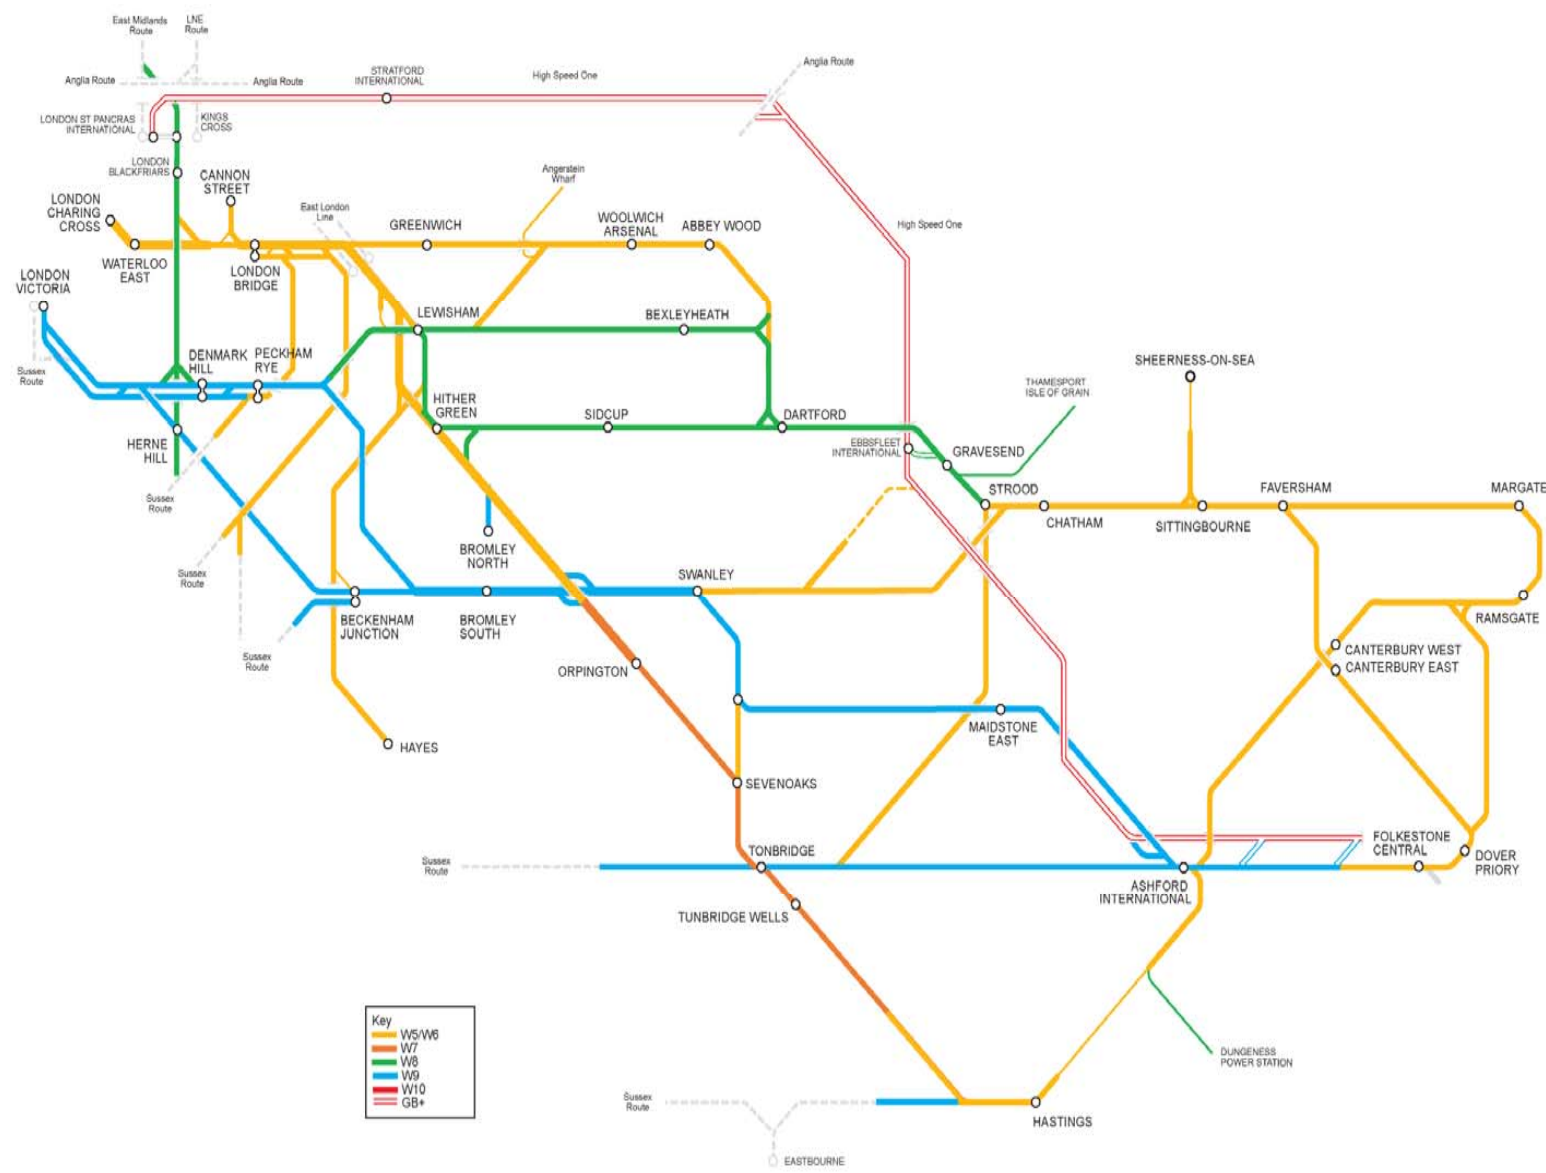 East Midlands
Route
LNE
Route
Anglia Route
Anglia Route
STRATFORD
INTERNATIONAL
High Speed One
Anglia Route
LONDON ST PANCRAS
INTERNATIONAL
KINGS
CROSS
LONDON
BLACKFRIARS
CANNON
STREET
Angerstein
Wharf
LONDON
CHARING
CROSS
East London
Line
GREENWICH
WOOLWICH
ARSENAL
ABBEY WOOD
High Speed One
WATERLOO
EAST
LONDON
BRIDGE
LONDON
VICTORIA
LEWISHAM
BEXLEYHEATH
Sussex
Route
DENMARK
HILL
PECKHAM
RYE
SHEERNESS-ON-SEA
THAMESPORT
ISLE OF GRAIN
HITHER
GREEN
SIDCUP
DARTFORD
HERNE
HILL
EBBSFLEET
INTERNATIONAL
GRAVESEND
Sussex
Route
STROOD
CHATHAM
SITTINGBOURNE
FAVERSHAM
MARGATE
BROMLEY
NORTH
Sussex
Route
SWANLEY
BECKENHAM
JUNCTION
BROMLEY
SOUTH
RAMSGATE
Sussex
Route
ORPINGTON
CANTERBURY WEST
CANTERBURY EAST
MAIDSTONE
EAST
HAYES
SEVENOAKS
FOLKESTONE
CENTRAL
DOVER
PRIORY
Sussex
Route
TONBRIDGE
ASHFORD
INTERNATIONAL
TUNBRIDGE WELLS
Key
W5/W6
W7
W8
W9
W10
GB+
DUNGENESS
POWER STATION
Sussex
Route
HASTINGS
EASTBOURNE